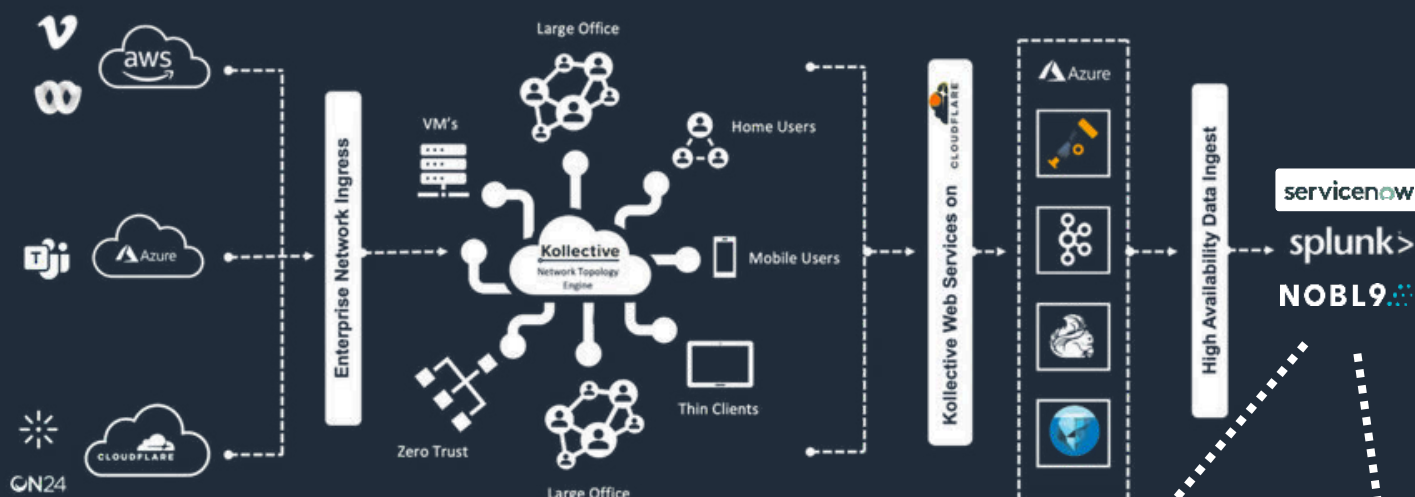 aws
Azure
CLOUDFLARE
ON24
Enterprise Network Ingress
Large Office
VM's
Home Users
Kollective
Network Topology
Engine
Mobile Users
Thin Clients
Zero Trust
Large Office
Kollective Web Services on CLOUDFLARE
Azure
High Availability Data Ingest
servicenow
splunk>
NOBL9